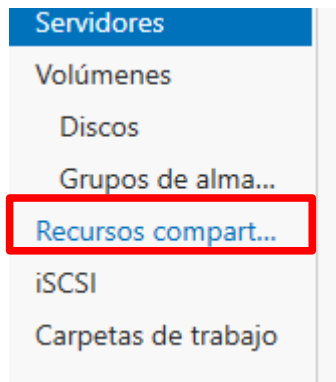 Servidores
Volúmenes
Discos
Grupos de alma...
Recursos compart...
iSCSI
Carpetas de trabajo